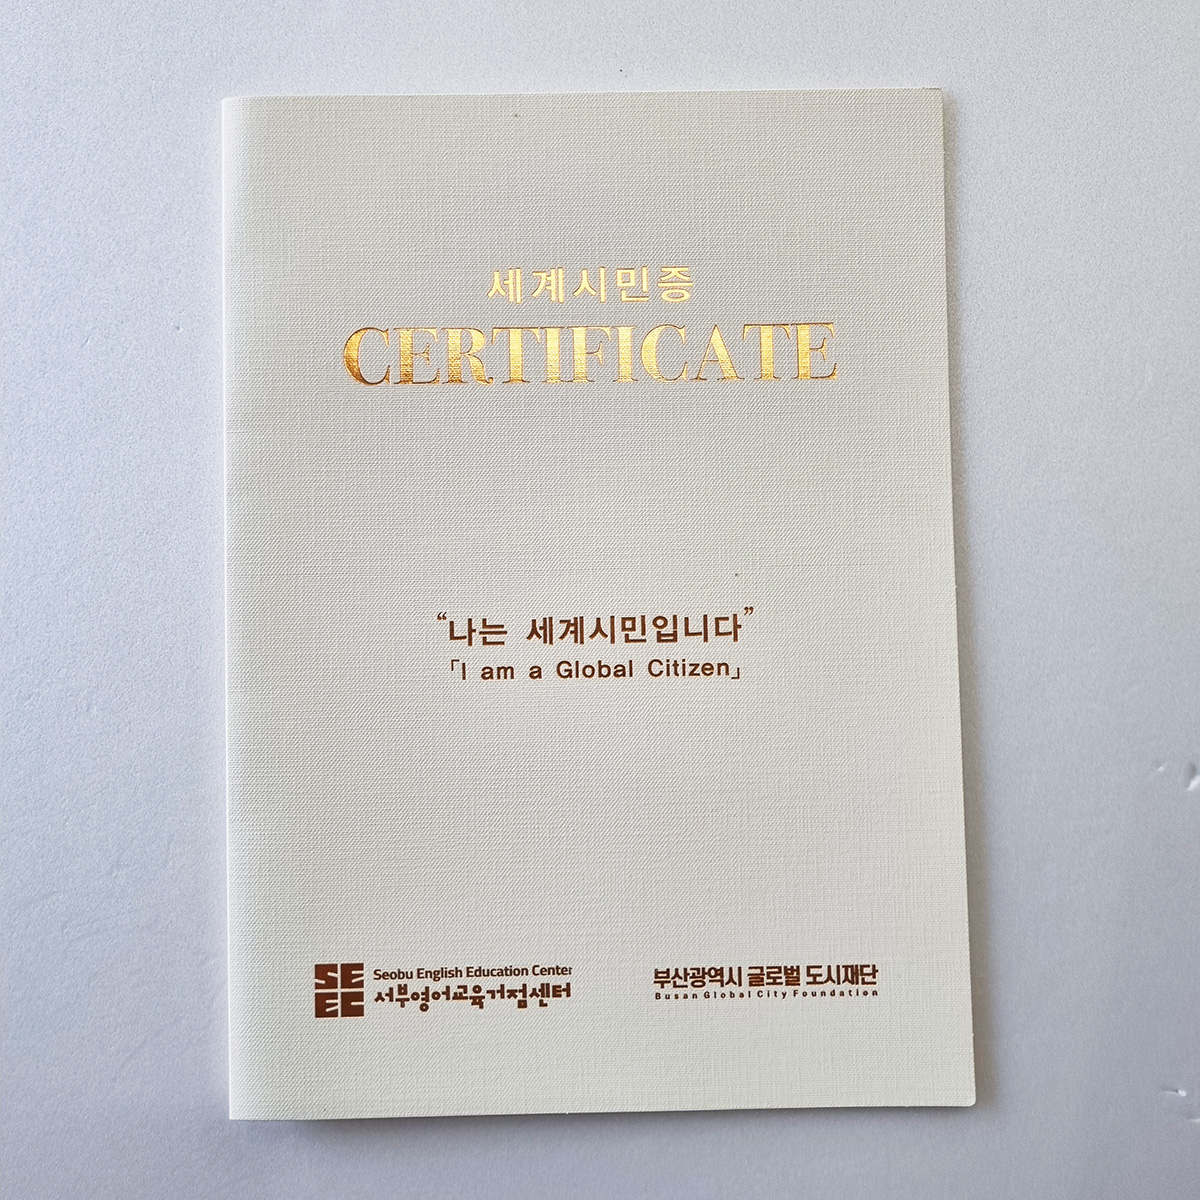 세계시민증
CERTIFICATE
“나는 세계시민입니다”
「I am a Global Citizen」
SE
EC
Seobu English Education Center
서부영어교육거점센터
부산광역시 글로벌 도시재단
Busan Global City Foundation